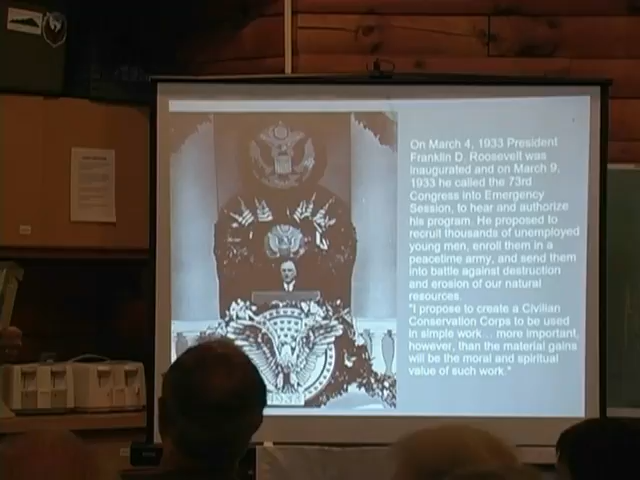 On March 4, 1933 President
Franklin D. Roosevelt was
inaugurated and on March 9,
1933 he called the 73rd
Congress into Emergency
Session, to hear and authorize
his program. He proposed to
recruit thousands of unemployed
young men, enroll them in a
peacetime army, and send them
into battle against destruction
and erosion of our natural
resources.
"I propose to create a Civilian
Conservation Corps to be used
in simple work ... more important,
however, than the material gains
will be the moral and spiritual
value of such work."